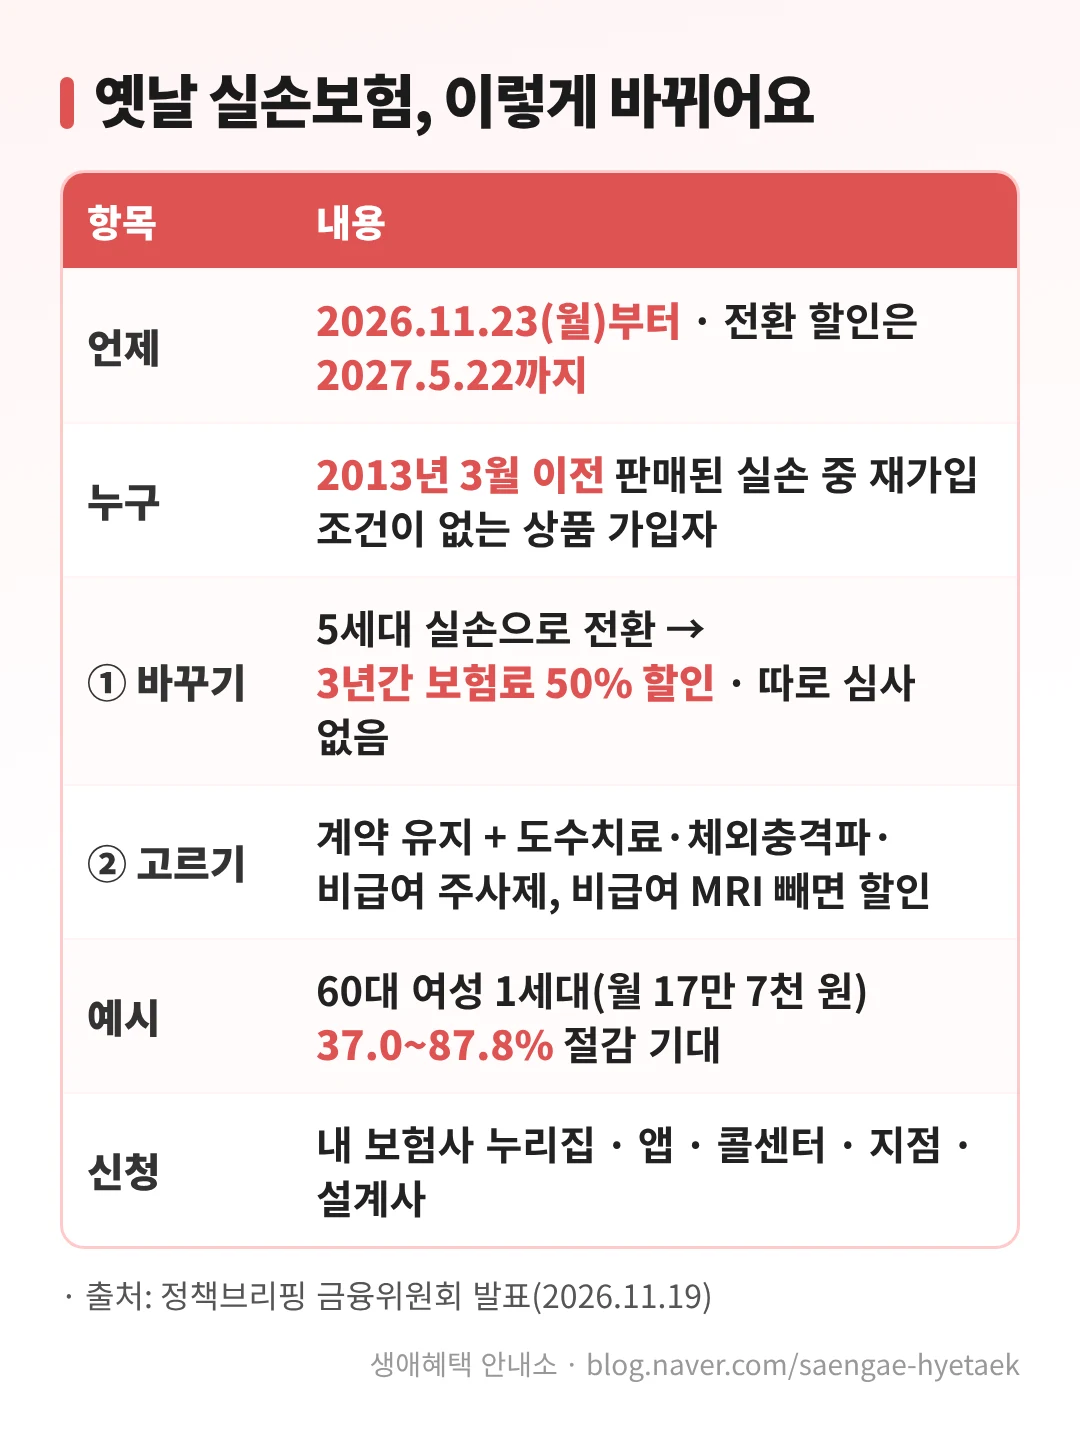 옛날 실손보험, 이렇게 바뀌어요
항목 내용
언제
2026.11.23(월)부터 · 전환 할인은
2027.5.22까지
누구
2013년 3월 이전 판매된 실손 중 재가입
조건이 없는 상품 가입자
① 바꾸기
5세대 실손으로 전환 →
3년간 보험료 50% 할인 · 따로 심사
없음
② 고르기
계약 유지 + 도수치료·체외충격파·
비급여 주사제, 비급여 MRI 빼면 할인
예시
60대 여성 1세대(월 17만 7천 원)
37.0~87.8% 절감 기대
신청
내 보험사 누리집 · 앱 · 콜센터 · 지점 ·
설계사
· 출처: 정책브리핑 금융위원회 발표(2026.11.19)
생애혜택 안내소 · blog.naver.com/saengae-hyetaek